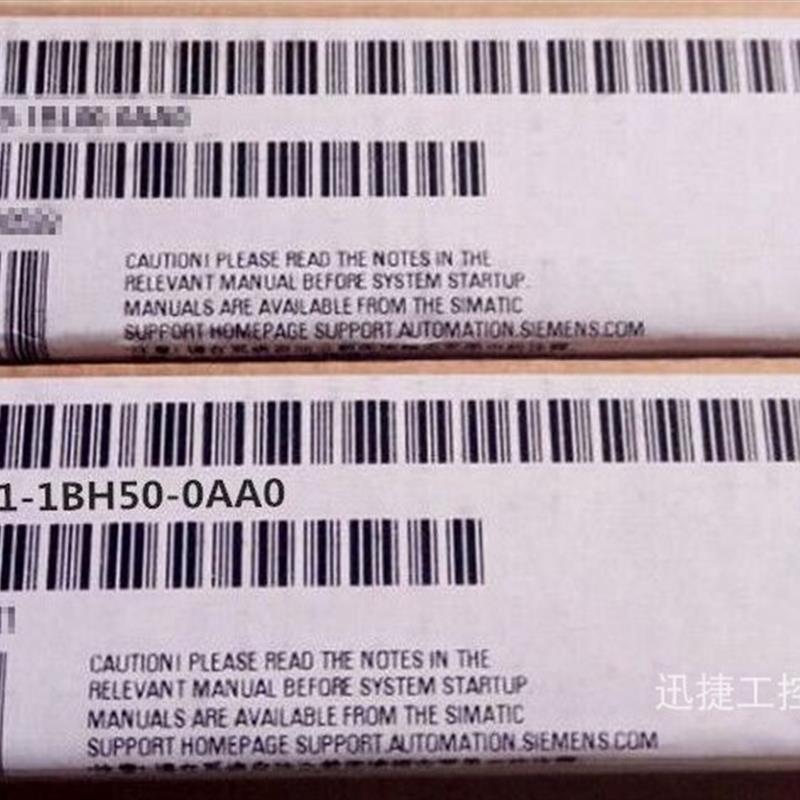 CAUTION! PLEASE READ THE NOTES IN THE
RELEVANT MANUAL BEFORE SYSTEM STARTUP.
MANUALS ARE AVAILABLE FROM THE SIMATIC
SUPPORT HOMEPAGE SUPPORT.AUTOMATION.SIEMENS.COM
1-1BH50-0AA0
CAUTION! PLEASE READ THE NOTES IN THE
RELEVANT MANUAL BEFORE SYSTEM STARTUP
MANUALS ARE AVAILABLE FROM THE SIMATIC
SUPPORT HOMEPAGE SUPPORT.AUTOMATION.SIEMENS.COM
迅捷工控